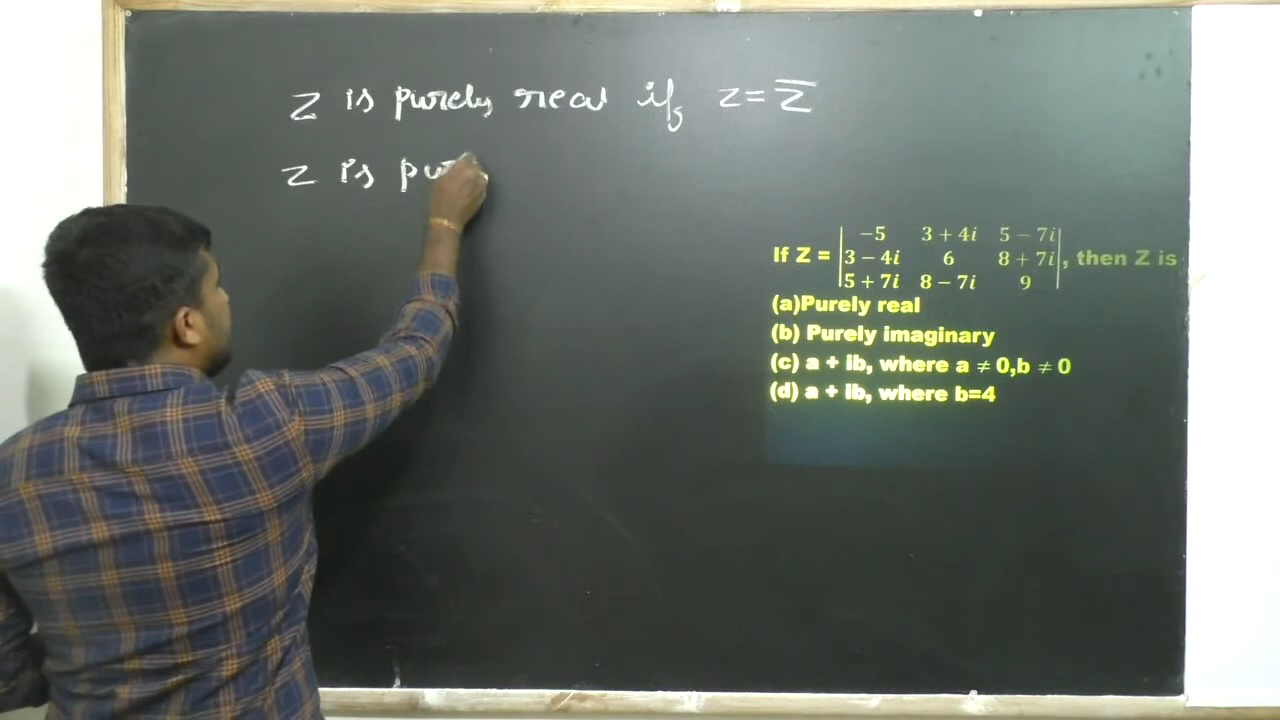 Z is purely real if z = z̅
z is pur
If Z = | −5 3 + 4i 5 − 7i |
| 3 − 4i 6 8 + 7i | , then Z is
| 5 + 7i 8 − 7i 9 |
(a)Purely real
(b) Purely imaginary
(c) a + ib, where a ≠ 0,b ≠ 0
(d) a + ib, where b=4